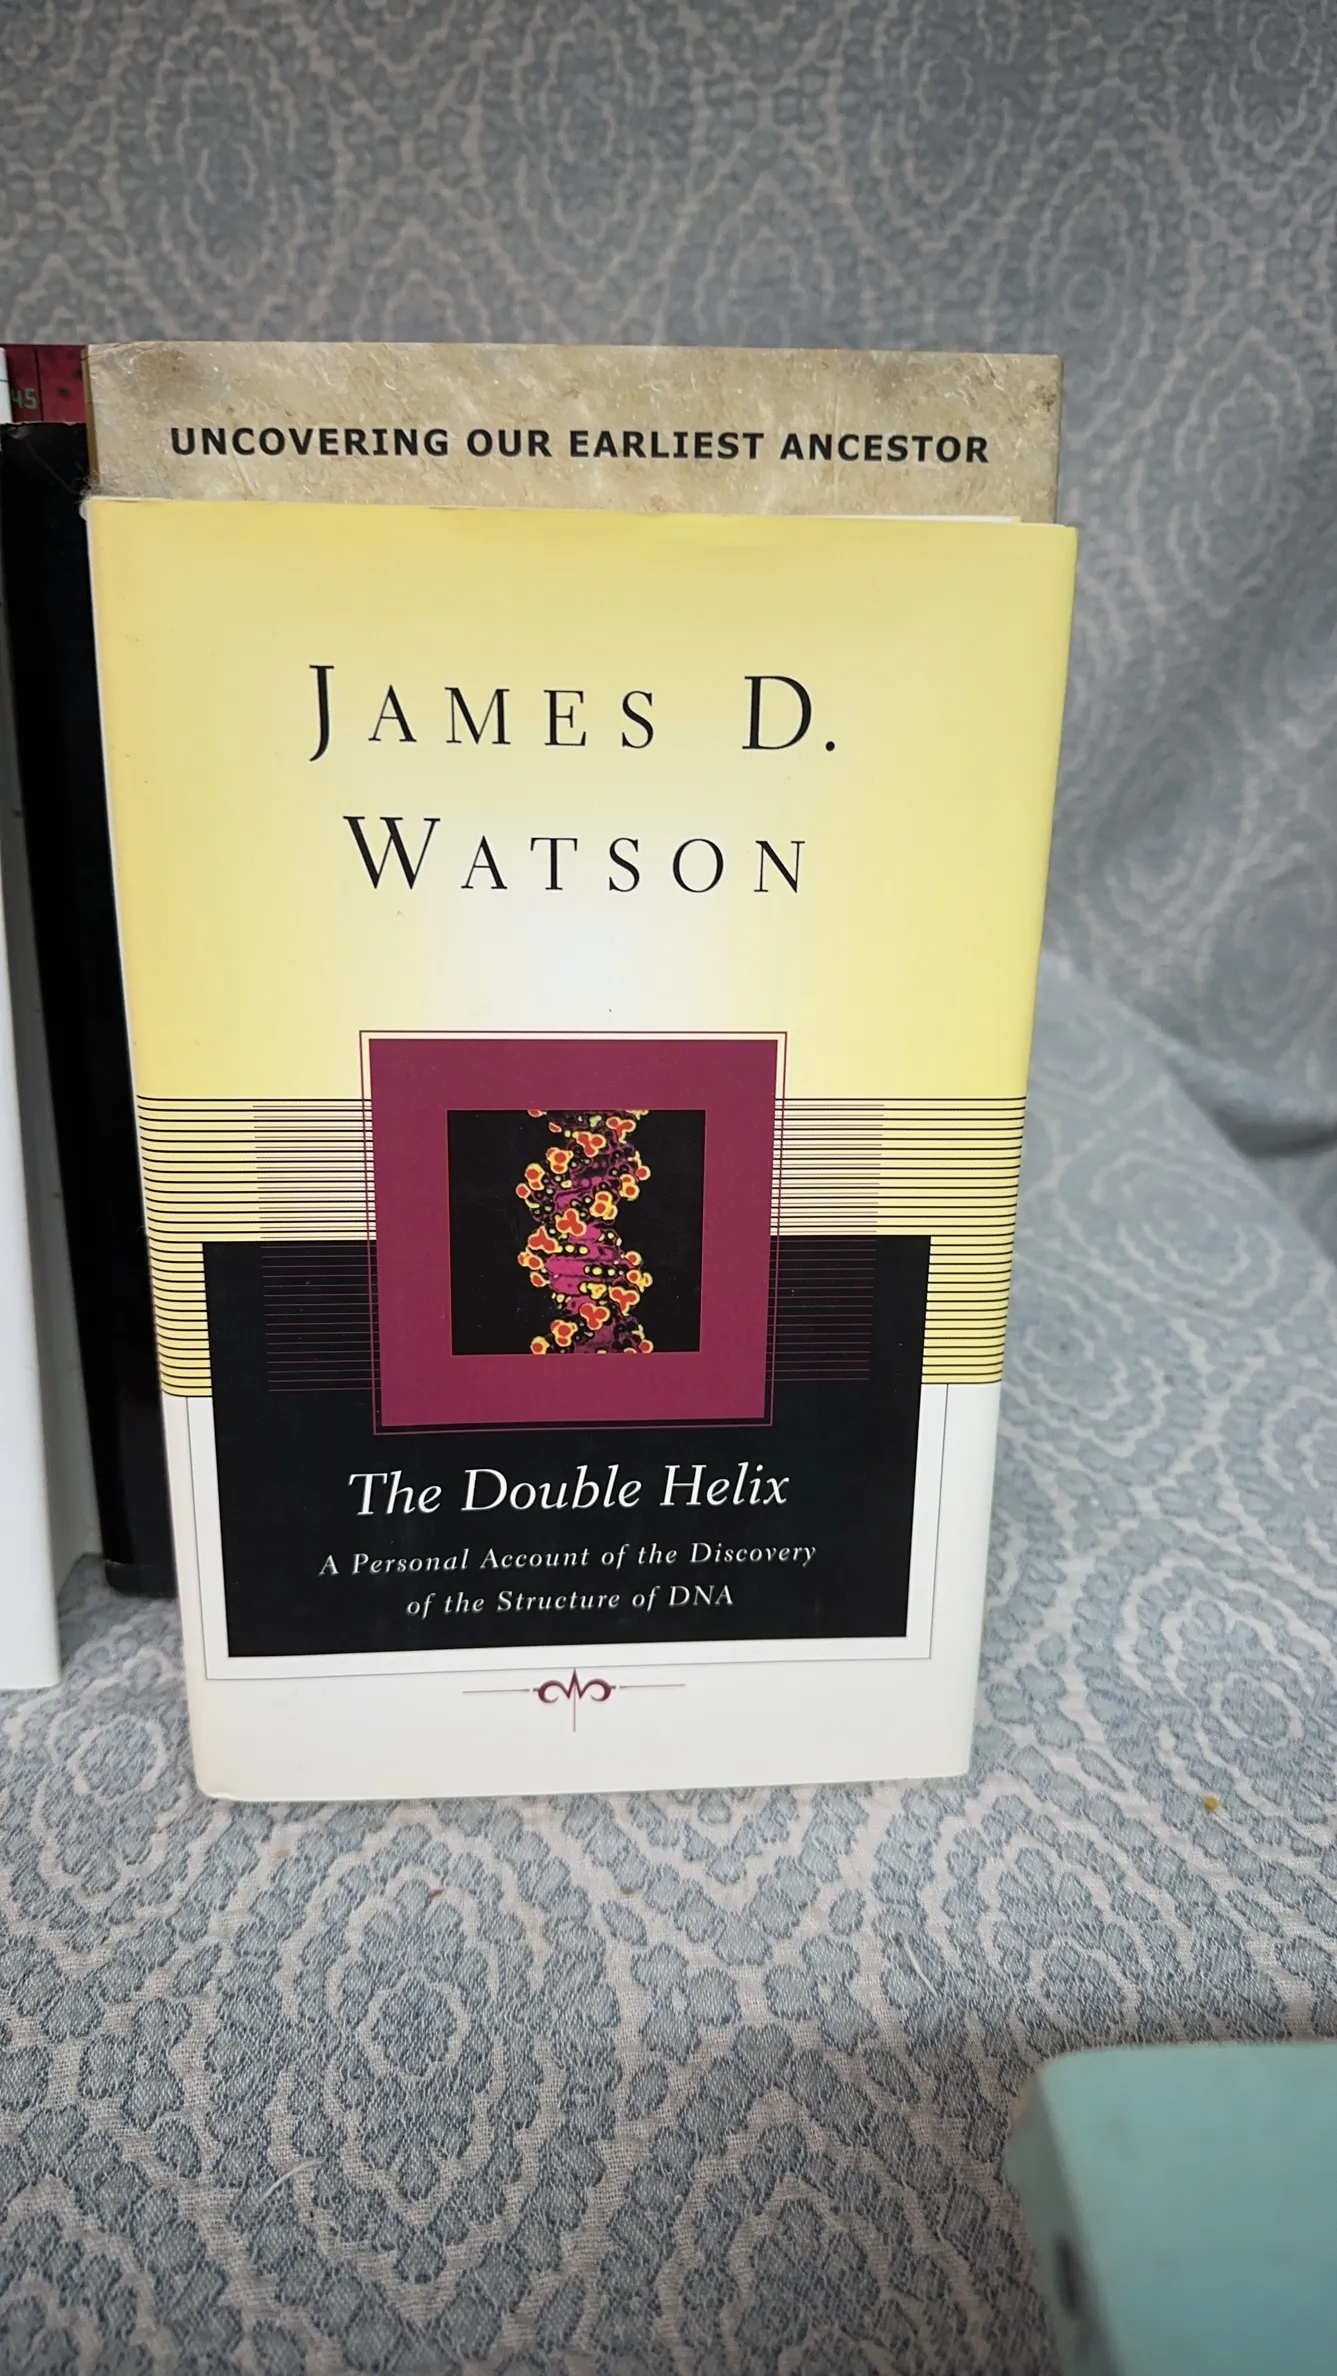 45
UNCOVERING OUR EARLIEST ANCESTOR
JAMES D.
WATSON
The Double Helix
A Personal Account of the Discovery
of the Structure of DNA